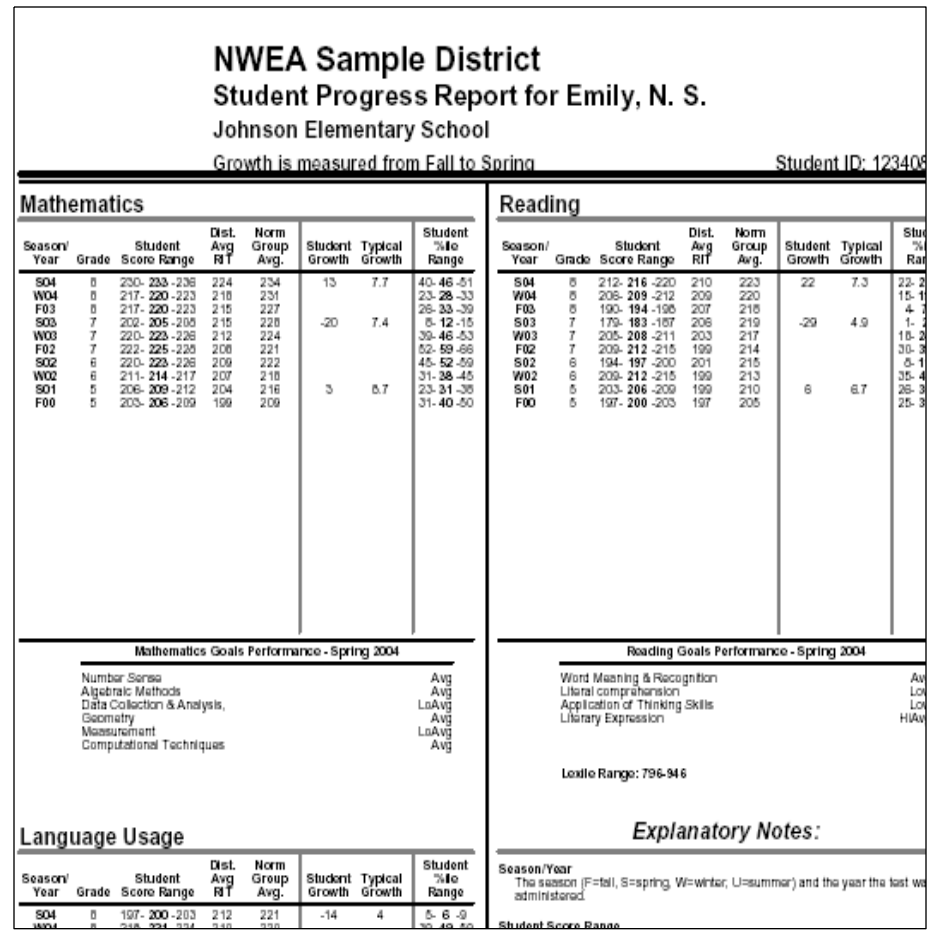 NWEA Sample District
Student Progress Report for Emily, N. S.
Johnson Elementary School
Growth is measured from Fall to Spring Student ID: 123408
Mathematics
Season/ Year Grade Student Score Range Dist. Avg RIT Norm Group Avg. Student Growth Typical Growth Student %ile Range
S04 8 230- 233 -236 224 234 13 7.7 40- 46 -51
W04 8 217- 220 -223 218 231 23- 28 -33
F03 8 217- 220 -223 215 227 26- 33 -39
S03 7 202- 205 -208 215 228 -20 7.4 8- 12 -15
W03 7 220- 223 -226 212 224 39- 46 -53
F02 7 222- 225 -228 208 221 52- 59 -66
S02 6 220- 223 -226 209 222 45- 52 -59
W02 6 211- 214 -217 207 218 31- 38 -45
S01 5 206- 209 -212 204 216 3 8.7 23- 31 -38
F00 5 203- 206 -209 199 209 31- 40 -50
Mathematics Goals Performance - Spring 2004
Number Sense Avg
Algebraic Methods Avg
Data Collection & Analysis, LoAvg
Geometry Avg
Measurement LoAvg
Computational Techniques Avg
Reading
Season/ Year Grade Student Score Range Dist. Avg RIT Norm Group Avg. Student Growth Typical Growth
S04 8 212- 216 -220 210 223 22 7.3
W04 8 206- 209 -212 209 220
F03 8 190- 194 -198 207 218
S03 7 179- 183 -187 206 219 -29 4.9
W03 7 205- 208 -211 203 217
F02 7 209- 212 -215 199 214
S02 6 194- 197 -200 201 215
W02 6 209- 212 -215 199 213
S01 5 203- 206 -209 199 210 6 6.7
F00 5 197- 200 -203 197 205
Reading Goals Performance - Spring 2004
Word Meaning & Recognition
Literal comprehension
Application of Thinking Skills
Literary Expression
Lexile Range: 796-946
Language Usage
Season/ Year Grade Student Score Range Dist. Avg RIT Norm Group Avg. Student Growth Typical Growth Student %ile Range
S04 8 197- 200 -203 212 221 -14 4 5- 6 -9
Explanatory Notes:
Season/Year
The season (F=fall, S=spring, W=winter, U=summer) and the year the test
administered.
Student Score Range